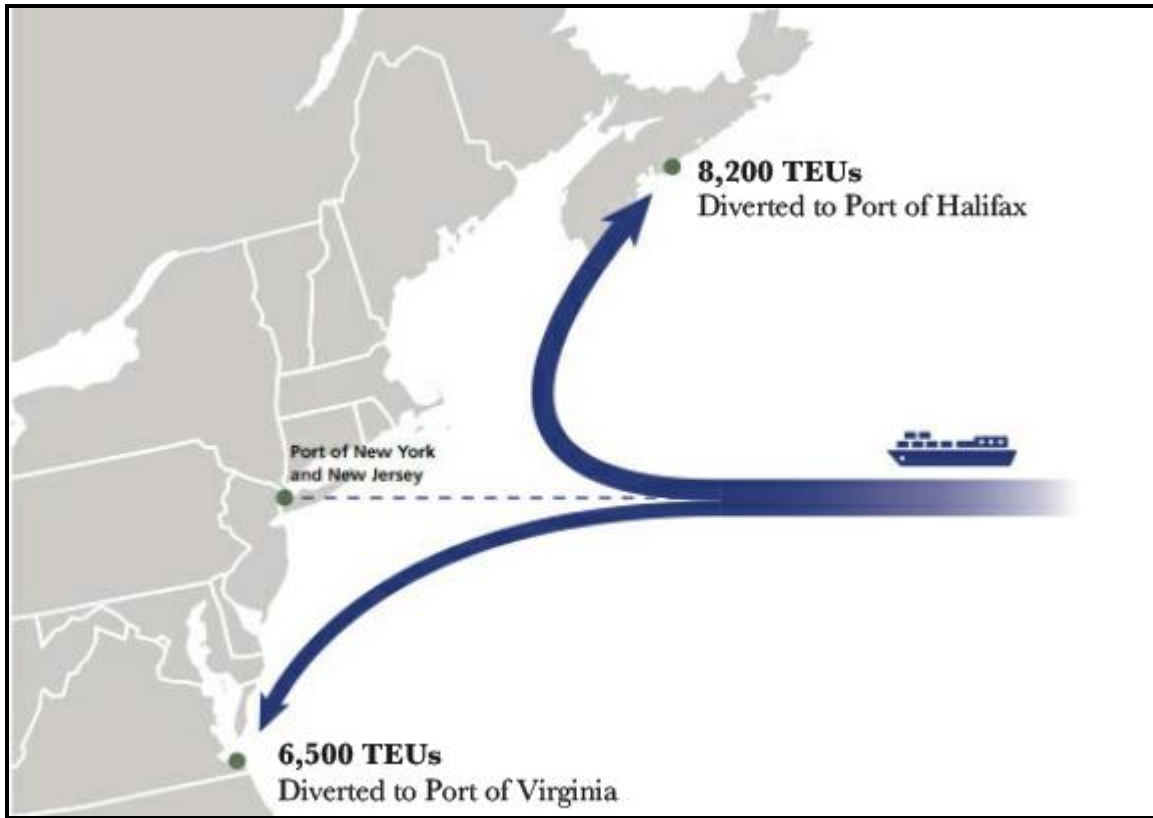 8,200 TEUs
Diverted to Port of Halifax
Port of New York
and New Jersey
6,500 TEUs
Diverted to Port of Virginia